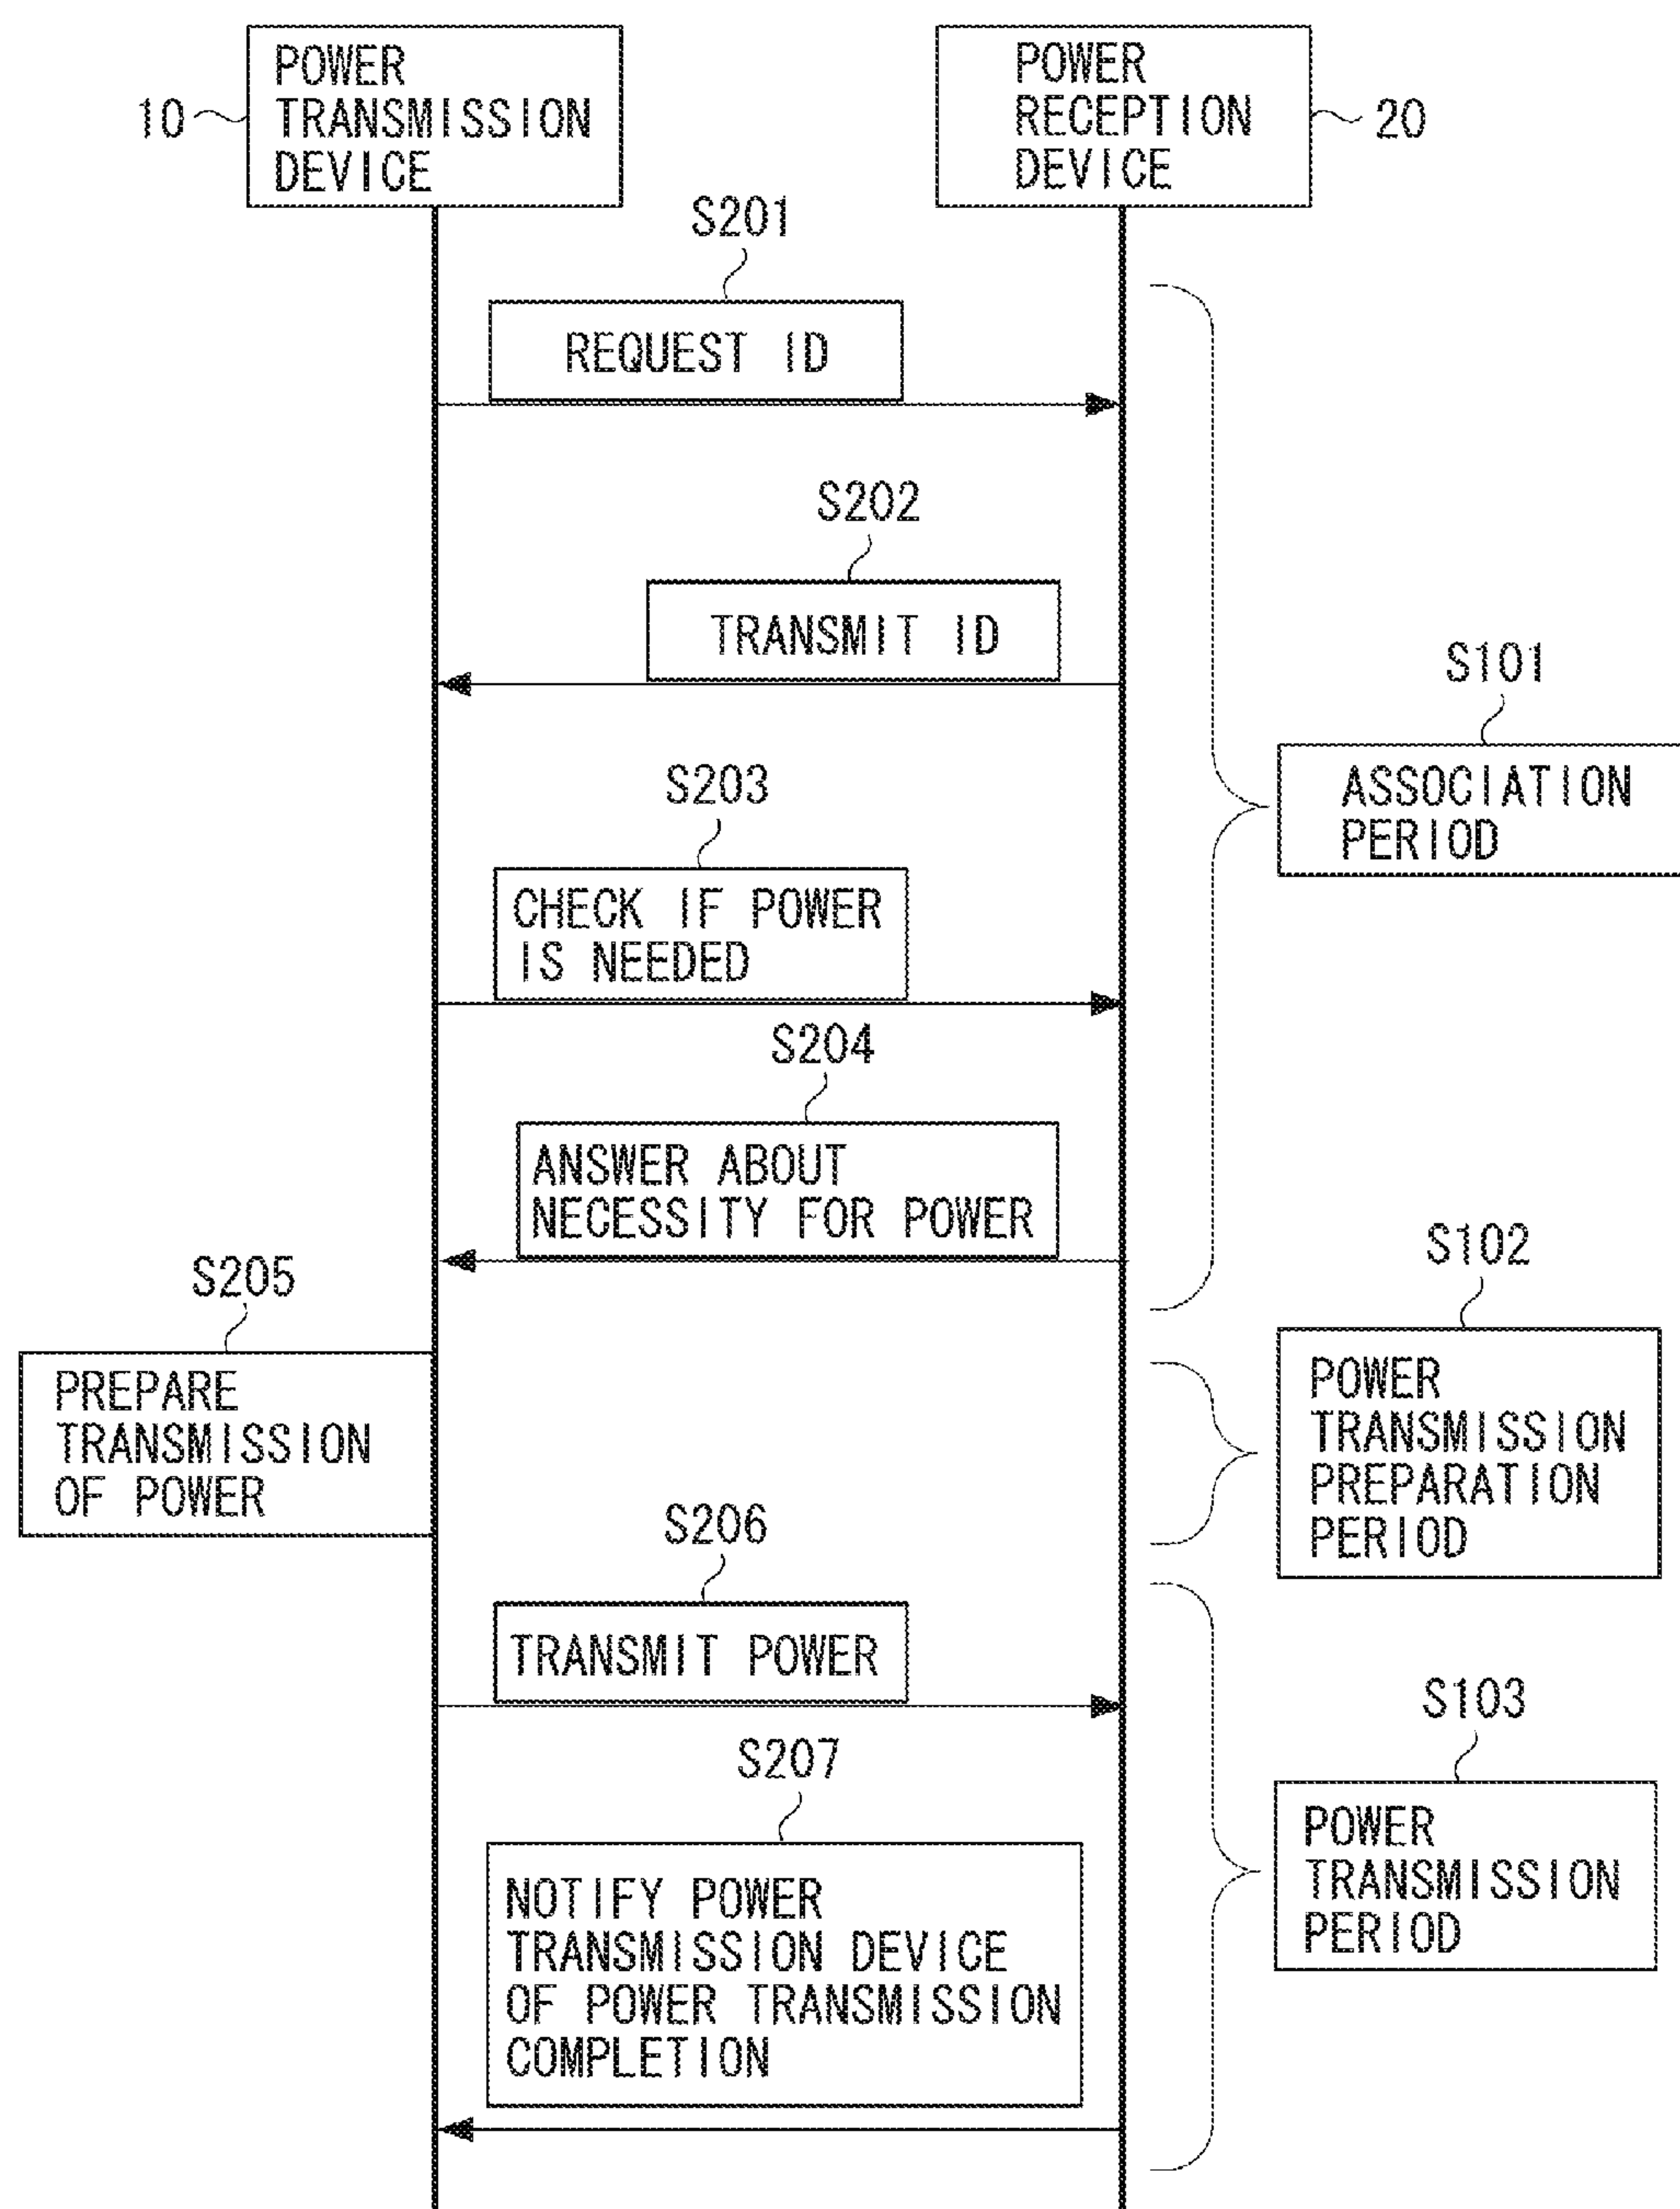 POWER
TRANSMISSION
DEVICE
10
POWER
RECEPTION
DEVICE
20
S201
REQUEST ID
S202
TRANSMIT ID
S101
ASSOCIATION
PERIOD
S203
CHECK IF POWER
IS NEEDED
S204
ANSWER ABOUT
NECESSITY FOR POWER
S205
PREPARE
TRANSMISSION
OF POWER
S102
POWER
TRANSMISSION
PREPARATION
PERIOD
S206
TRANSMIT POWER
S103
POWER
TRANSMISSION
PERIOD
S207
NOTIFY POWER
TRANSMISSION DEVICE
OF POWER TRANSMISSION
COMPLETION